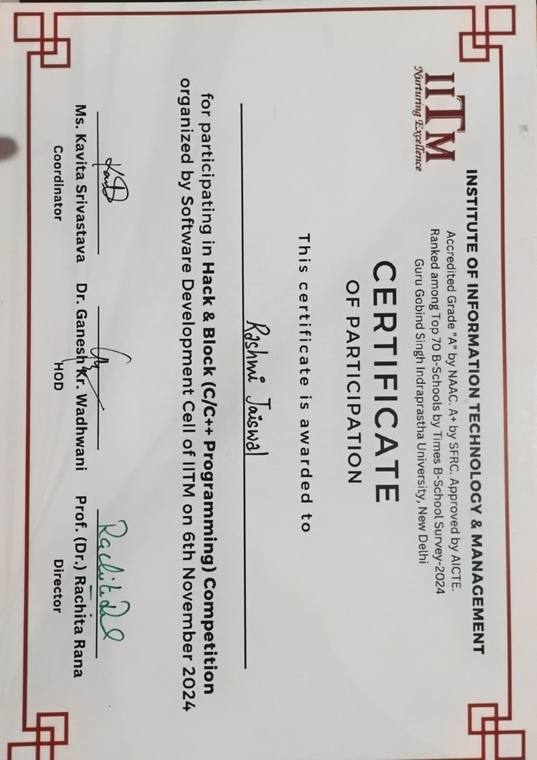 INSTITUTE OF INFORMATION TECHNOLOGY & MANAGEMENT
Accredited Grade "A" by NAAC. A+ by SFRC. Approved by AICTE.
Ranked among Top 70 B-Schools by Times B-School Survey-2024
Guru Gobind Singh Indraprastha University, New Delhi
IITM
Nurturing Excellence
CERTIFICATE
OF PARTICIPATION
This certificate is awarded to
Rashmi Jaiswal
for participating in Hack & Block (C/C++ Programming) Competition
organized by Software Development Cell of IITM on 6th November 2024
Ms. Kavita Srivastava Dr. Ganesh Kr. Wadhwani Prof. (Dr.) Rachita Rana
Coordinator HOD Director